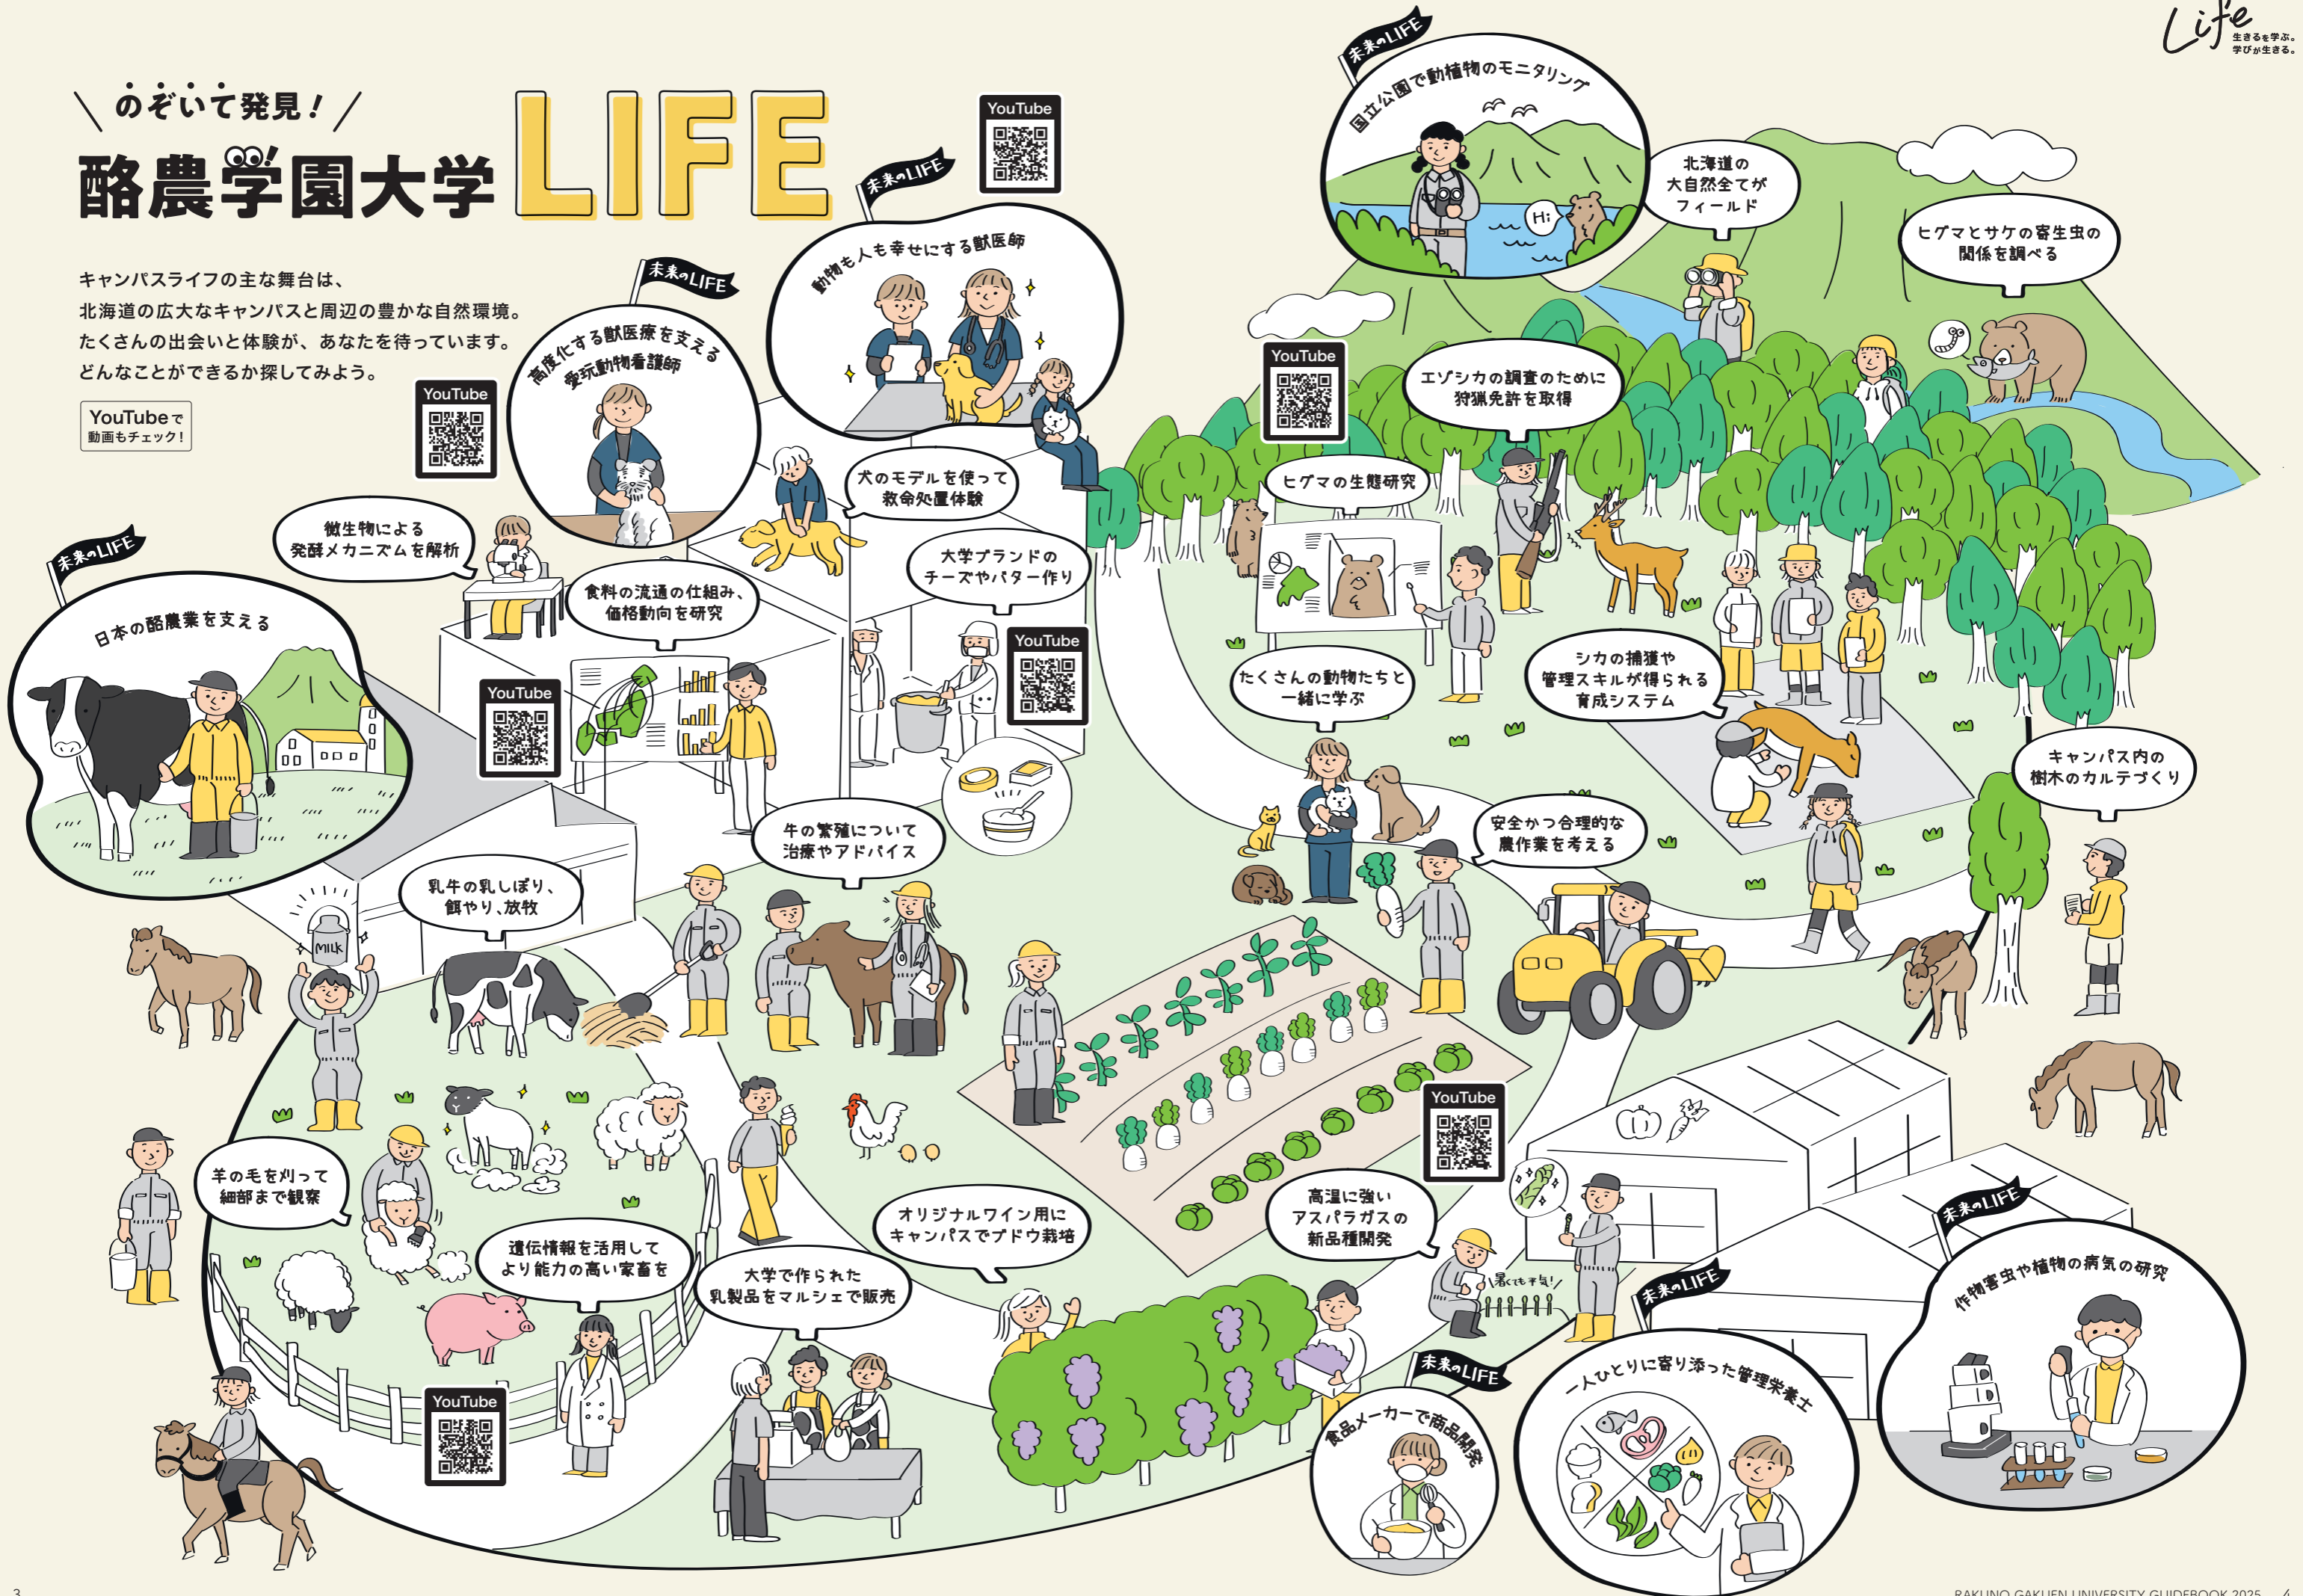 Life
生きるを学ぶ。
学びが生きる。
のぞいて発見!
酪農学園大学 LIFE
キャンパスライフの主な舞台は、
北海道の広大なキャンパスと周辺の豊かな自然環境。
たくさんの出会いと体験が、あなたを待っています。
どんなことができるか探してみよう。
YouTubeで
動画もチェック!
YouTube
未来のLIFE
動物も人も幸せにする獣医師
未来のLIFE
高度化する獣医療を支える
愛玩動物看護師
YouTube
未来のLIFE
国立公園で動植物のモニタリング
Hi
北海道の
大自然全てが
フィールド
ヒグマとサケの寄生虫の
関係を調べる
YouTube
エゾシカの調査のために
狩猟免許を取得
ヒグマの生態研究
犬のモデルを使って
救命処置体験
微生物による
発酵メカニズムを解析
大学ブランドの
チーズやバター作り
食料の流通の仕組み、
価格動向を研究
YouTube
YouTube
未来のLIFE
日本の酪農業を支える
たくさんの動物たちと
一緒に学ぶ
シカの捕獲や
管理スキルが得られる
育成システム
キャンパス内の
樹木のカルテづくり
牛の繁殖について
治療やアドバイス
安全かつ合理的な
農作業を考える
乳牛の乳しぼり、
餌やり、放牧
MILK
羊の毛を刈って
細部まで観察
遺伝情報を活用して
より能力の高い家畜を
YouTube
大学で作られた
乳製品をマルシェで販売
オリジナルワイン用に
キャンパスでブドウ栽培
YouTube
高温に強い
アスパラガスの
新品種開発
暑くても平気!
未来のLIFE
食品メーカーで商品開発
未来のLIFE
一人ひとりに寄り添った管理栄養士
未来のLIFE
作物害虫や植物の病気の研究
3
RAKUNO GAKUEN UNIVERSITY GUIDEBOOK 2025 4